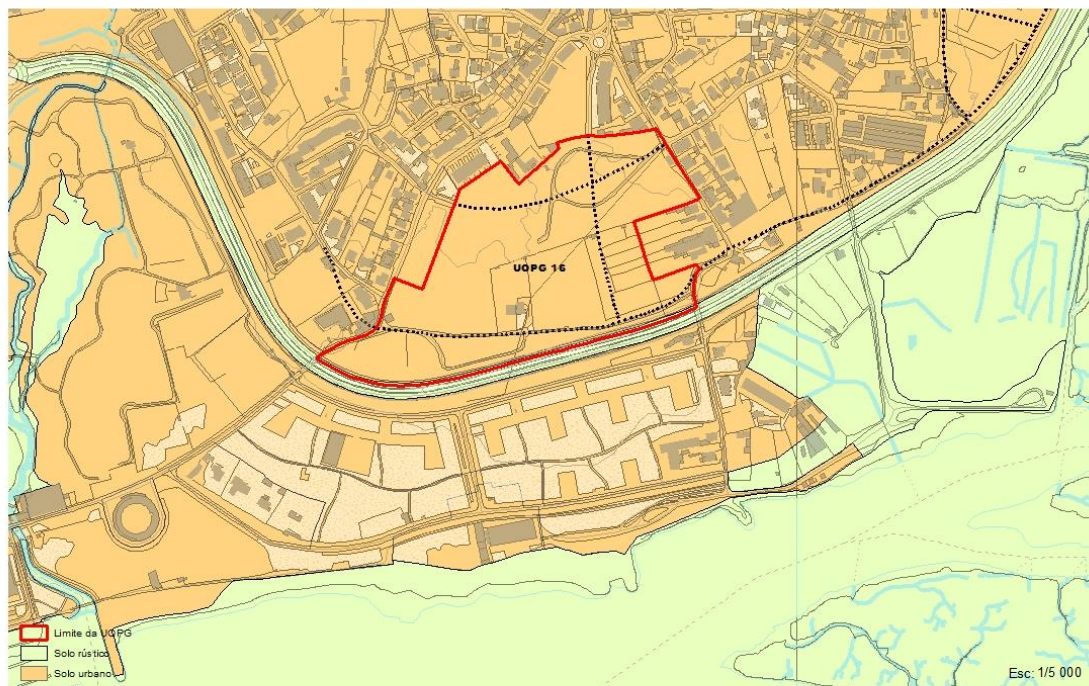 UOPG 16
Limite da UOPG
Solo rústico
Solo urbano
Esc: 1/5 000